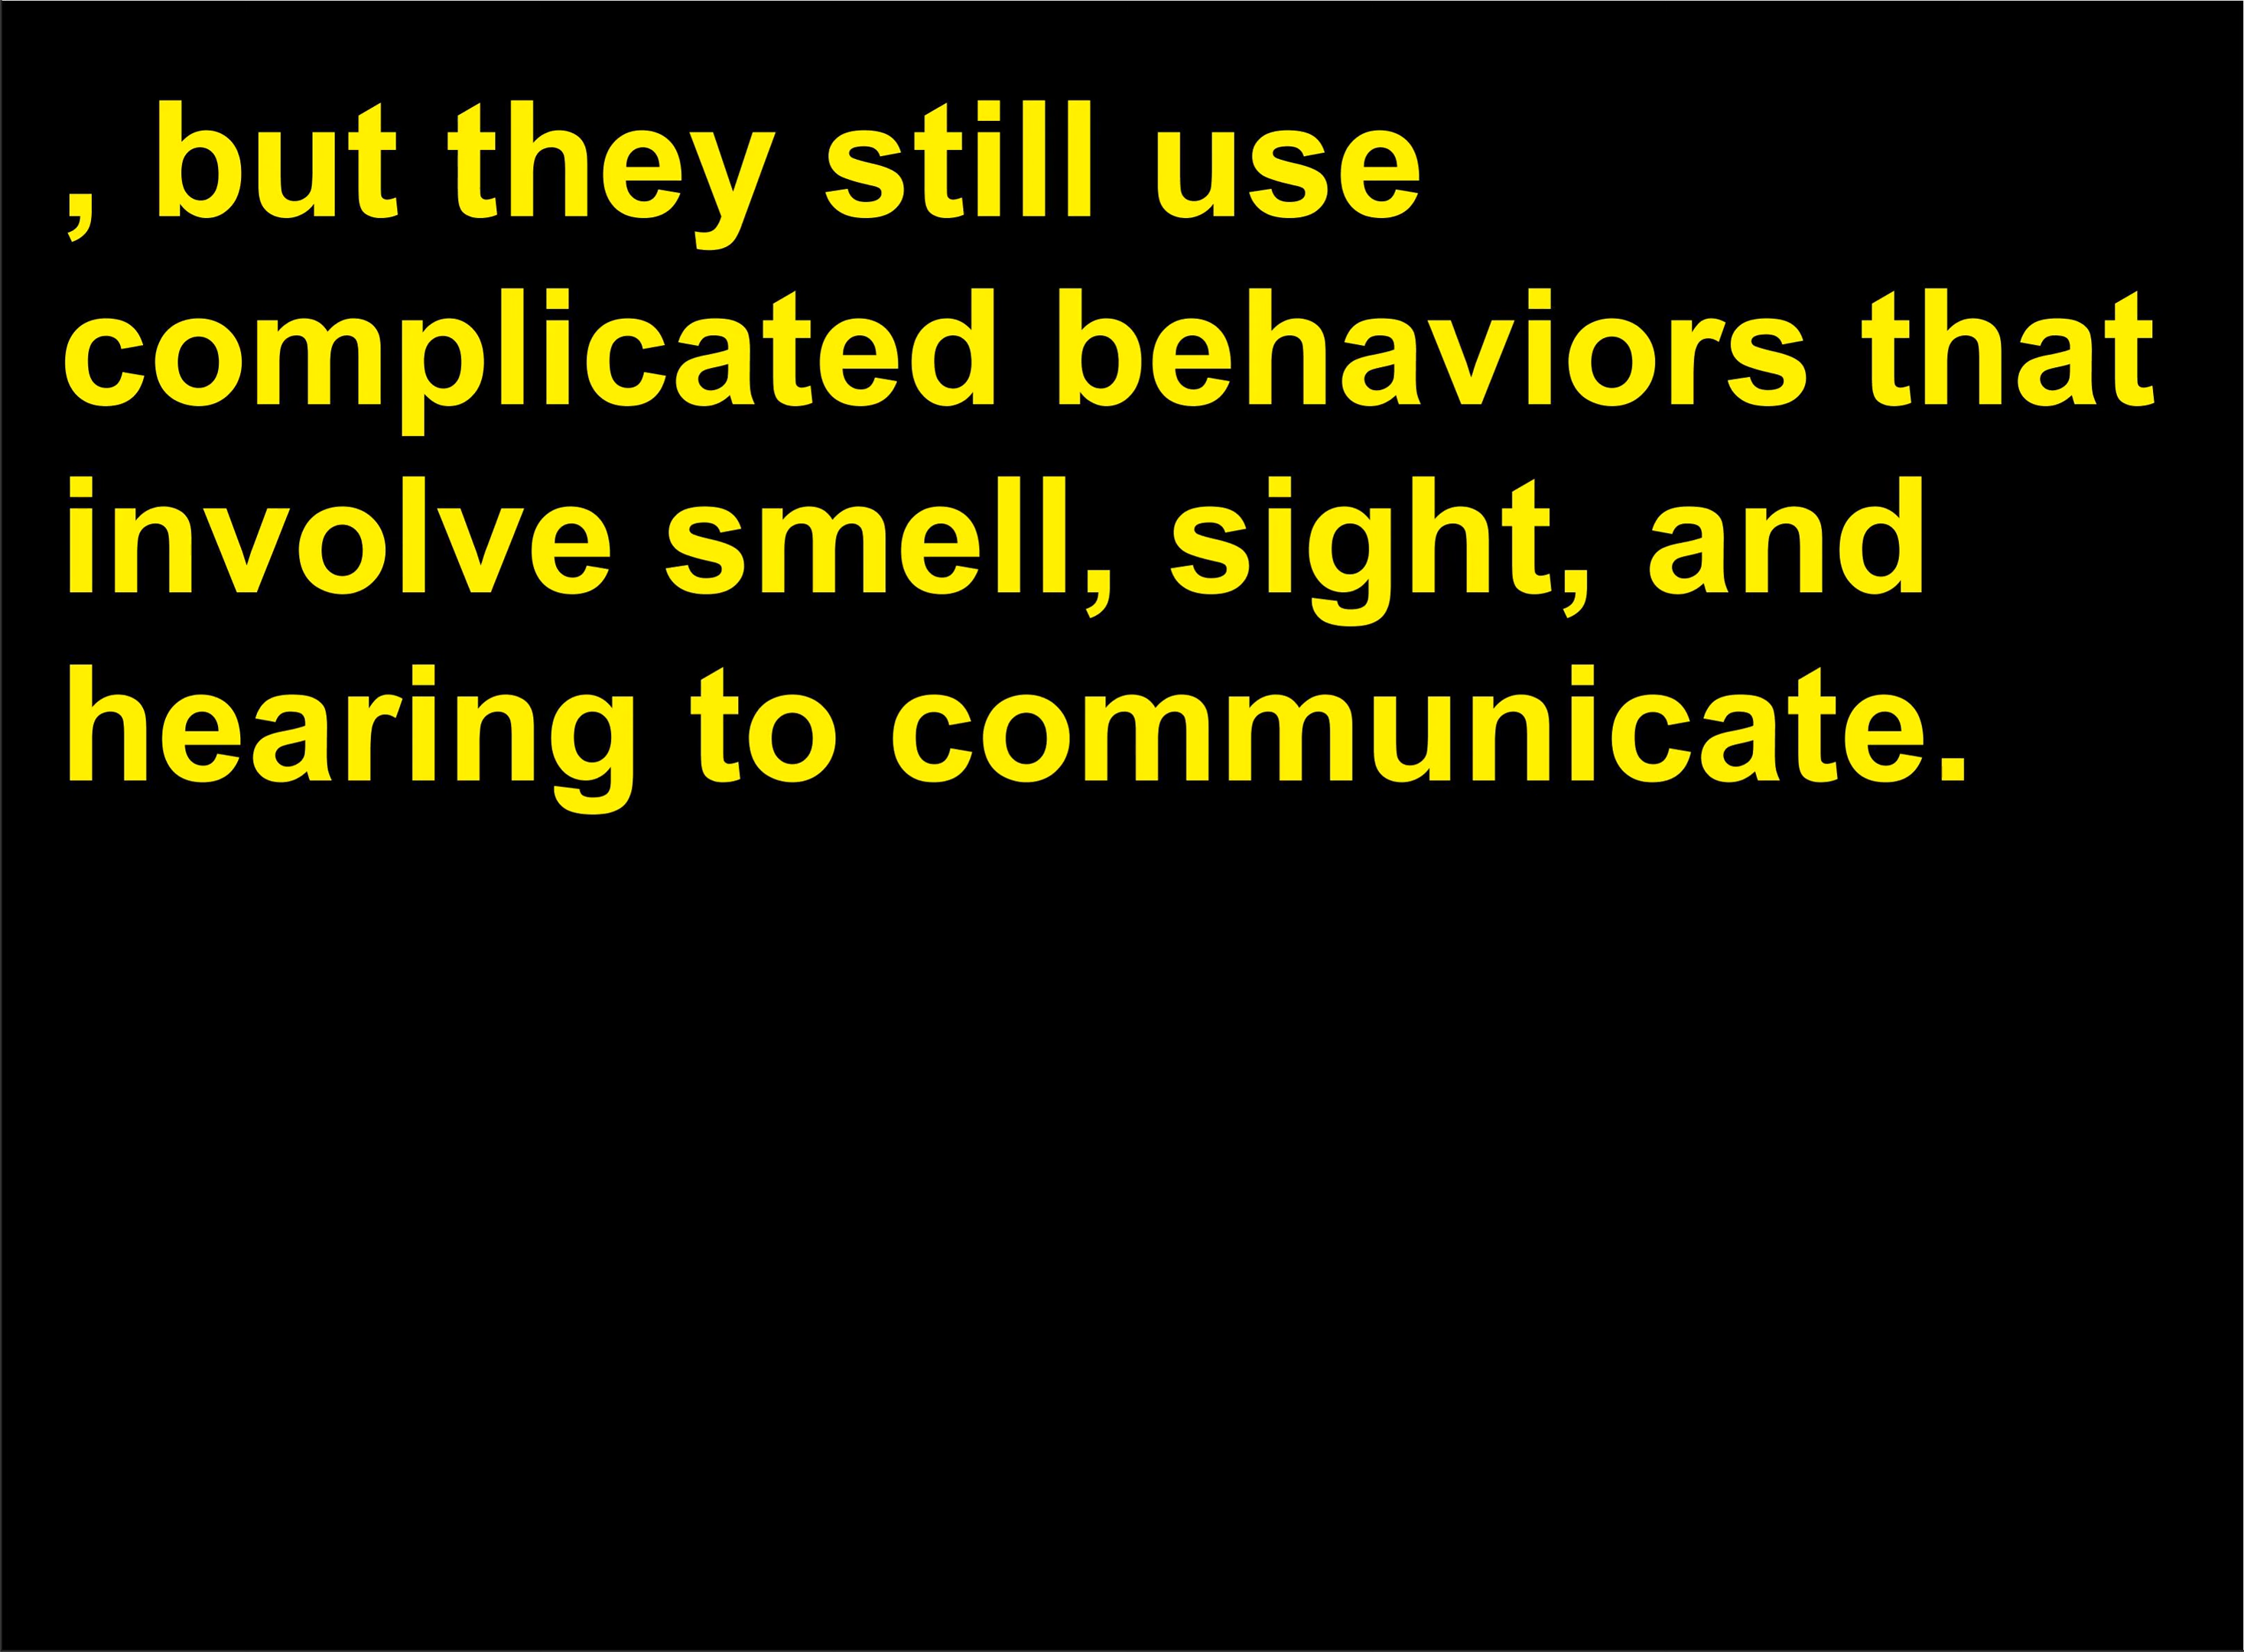 , but they still use
complicated behaviors that
involve smell, sight, and
hearing to communicate.